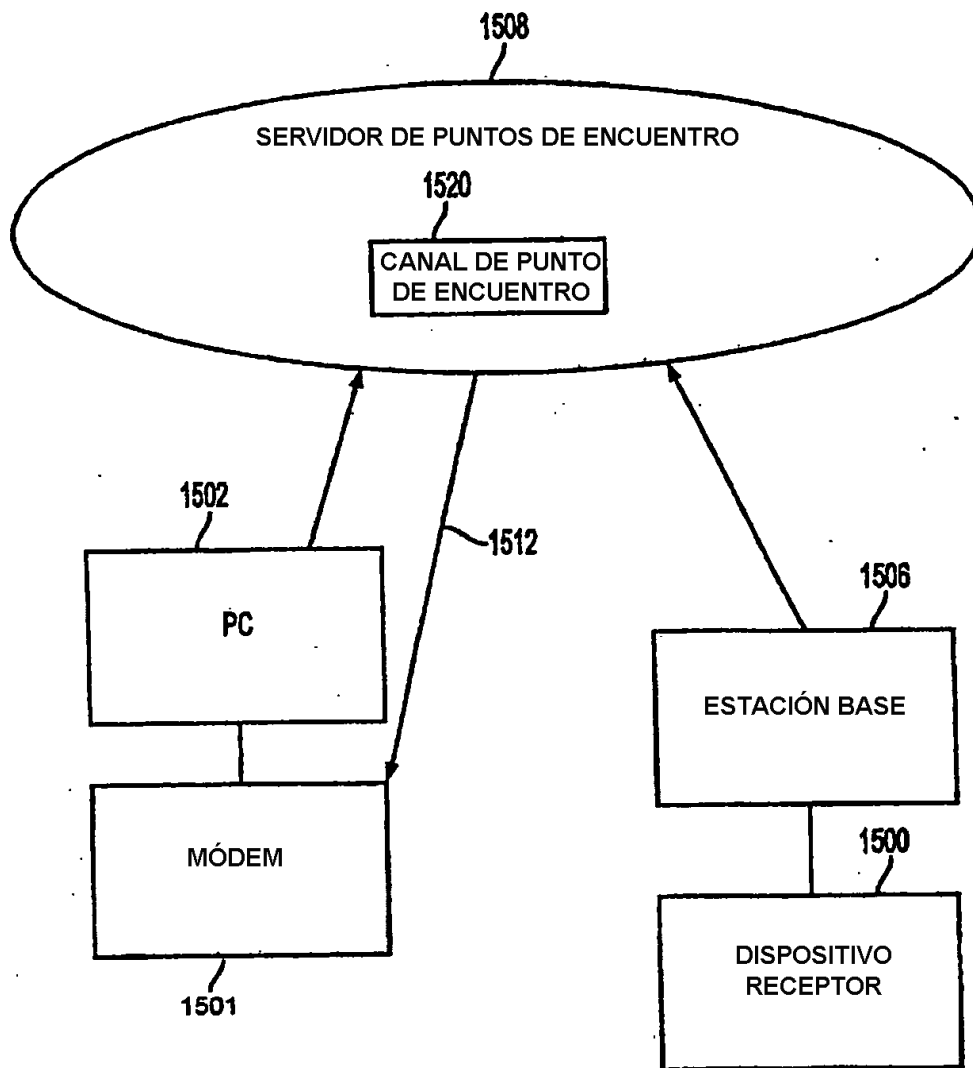 1508
SERVIDOR DE PUNTOS DE ENCUENTRO
1520
CANAL DE PUNTO
DE ENCUENTRO
1502
1512
PC
1506
ESTACIÓN BASE
MÓDEM
1500
1501
DISPOSITIVO
RECEPTOR